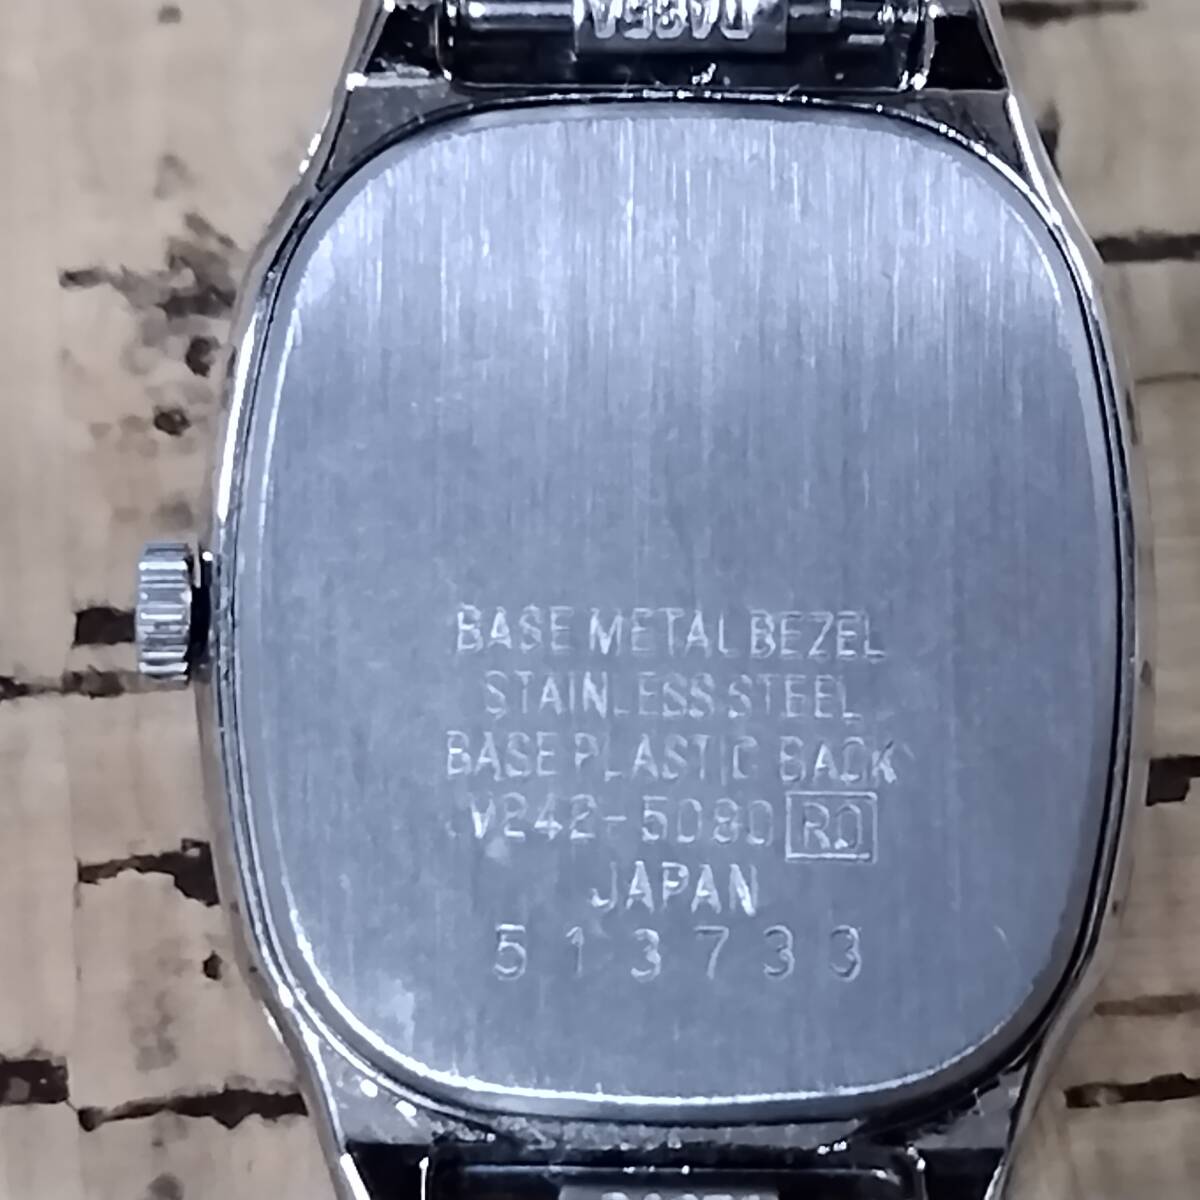 BASE METAL BEZEL
STAINLESS STEEL
BASE PLASTIC BACK
V242-5080 R0
JAPAN
513733